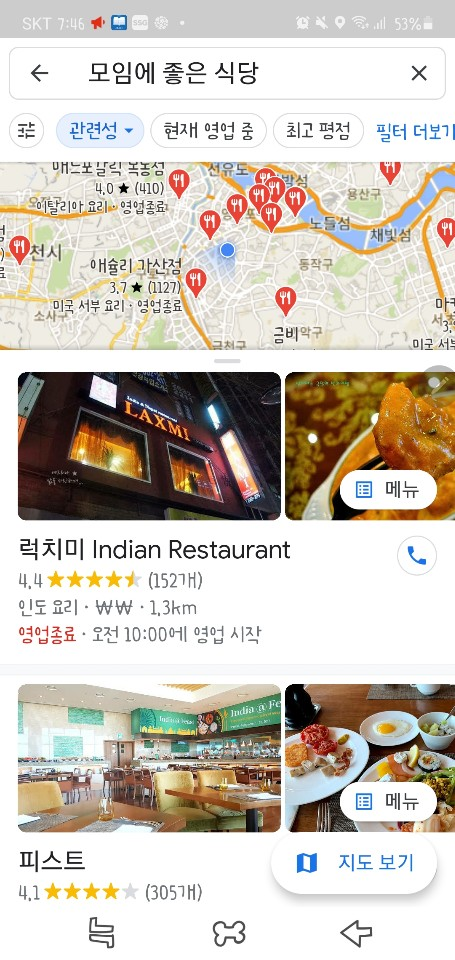 SKT 7:46
53%
모임에 좋은 식당
관련성
현재 영업 중
최고 평점
필터 더보기
매드포갈릭 목동점
4.0 ★ (410)
이탈리아 요리 · 영업종료
선유도
용산구
노들섬
채빛섬
천시
애슐리 가산점
3.7 ★ (1127)
미국 서부 요리 · 영업종료
동작구
소사
금비
악구
금천구
미국 서부
LAXMI
메뉴
럭치미 Indian Restaurant
4.4 (152개)
인도 요리 · ₩₩ · 1.3km
영업종료 · 오전 10:00에 영업 시작
India @ Fe
메뉴
피스트
지도 보기
4.1 (305개)